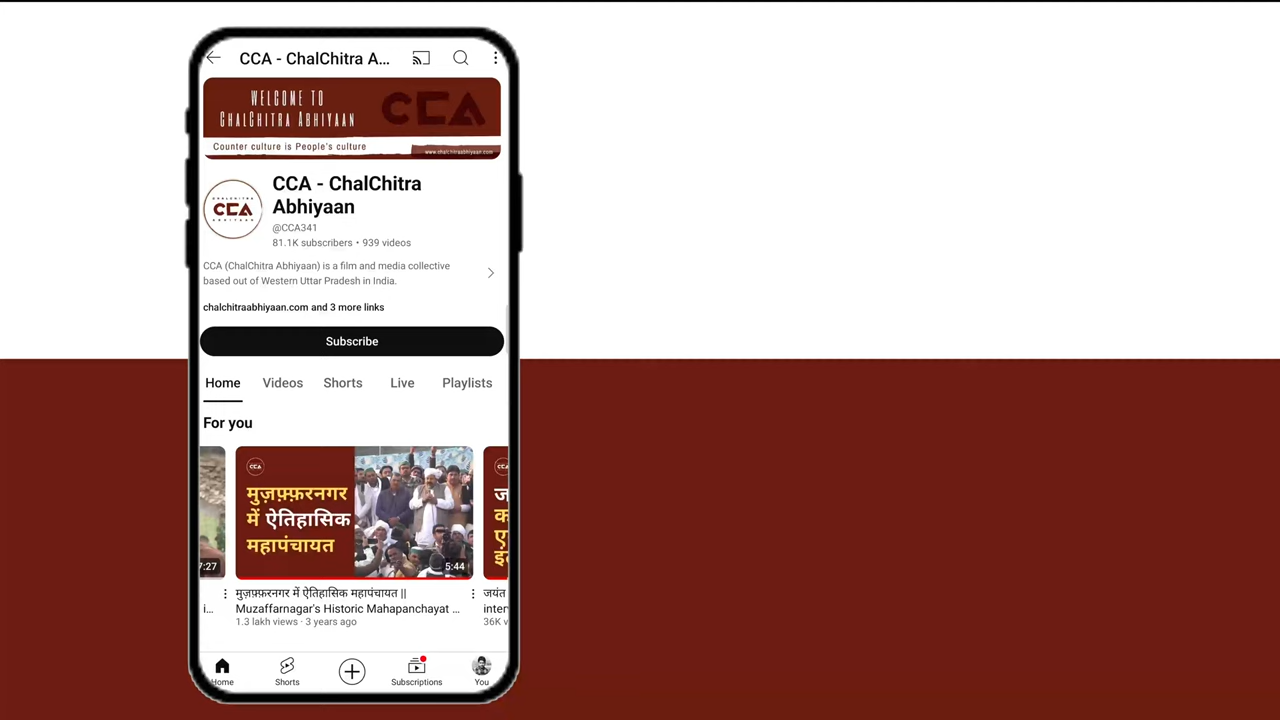 CCA - ChalChitra A...
WELCOME TO
CHALCHITRA ABHIYAAN
CCA
Counter culture is People's culture
www.chalchitraabhiyaan.com
CHALCHITRA
CCA
ABHIYAAN
CCA - ChalChitra
Abhiyaan
@CCA341
81.1K subscribers • 939 videos
CCA (ChalChitra Abhiyaan) is a film and media collective
based out of Western Uttar Pradesh in India.
chalchitraabhiyaan.com and 3 more links
Subscribe
Home Videos Shorts Live Playlists
For you
7:27
i...
CCA
मुज़फ़्फ़रनगर
में ऐतिहासिक
महापंचायत
5:44
मुज़फ़्फ़रनगर में ऐतिहासिक महापंचायत ||
Muzaffarnagar's Historic Mahapanchayat ...
1.3 lakh views · 3 years ago
जयंत
36K
Home Shorts Subscriptions You